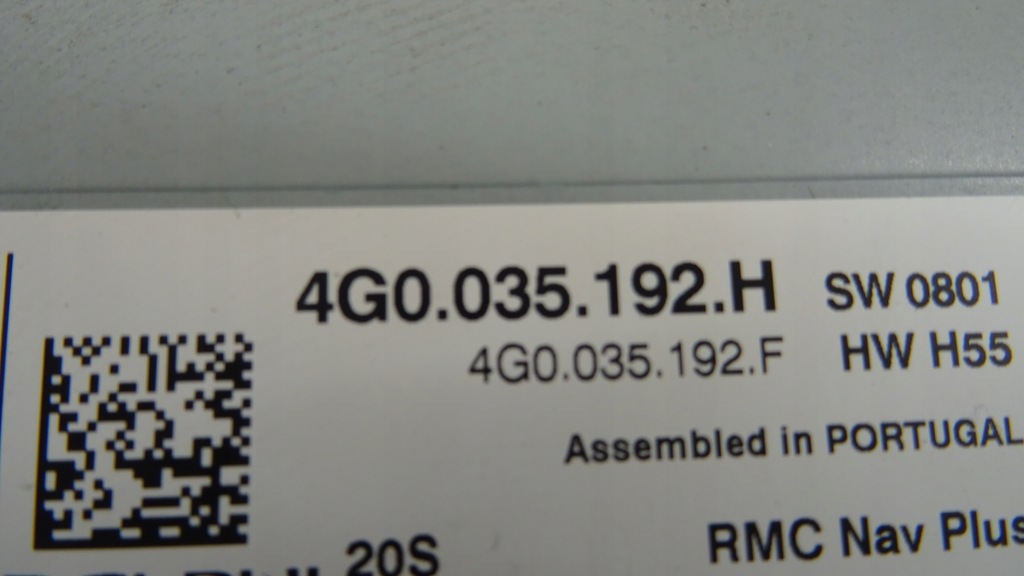 4G0.035.192.H SW 0801
4G0.035.192.F HW H55
Assembled in PORTUGAL
20S RMC Nav Plus